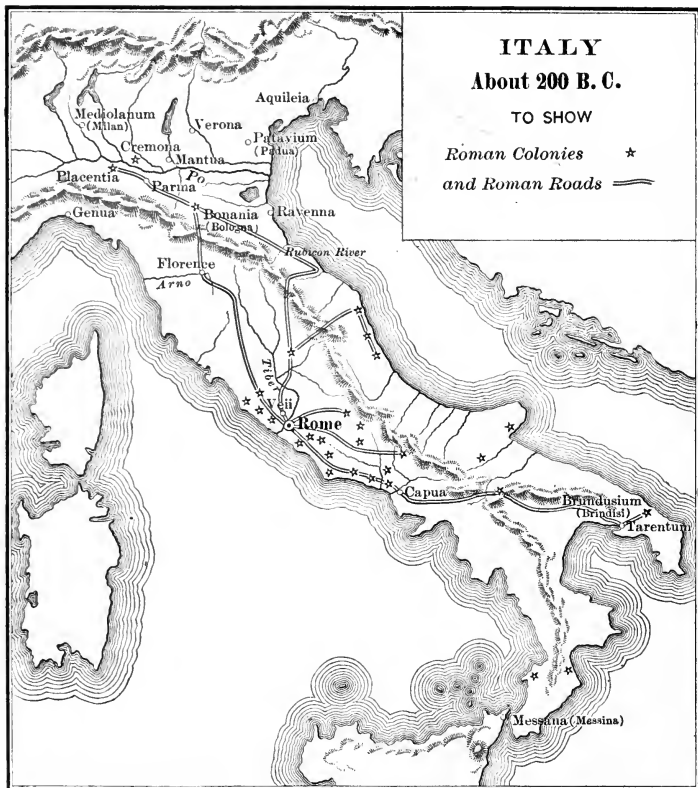 ITALY
About 200 B. C.
TO SHOW
Roman Colonies
and Roman Roads
Aquileia
Mediolanum
(Milan)
Verona
Patavium
(Padua)
Cremona
Mantua
Placentia
Po
Parma
Genua
Bonania
(Bologna)
Ravenna
Rubicon River
Florence
Arno
Tibe
Veii
Rome
Capua
Brundusium
(Brindisi)
Tarentum
Messana (Messina)